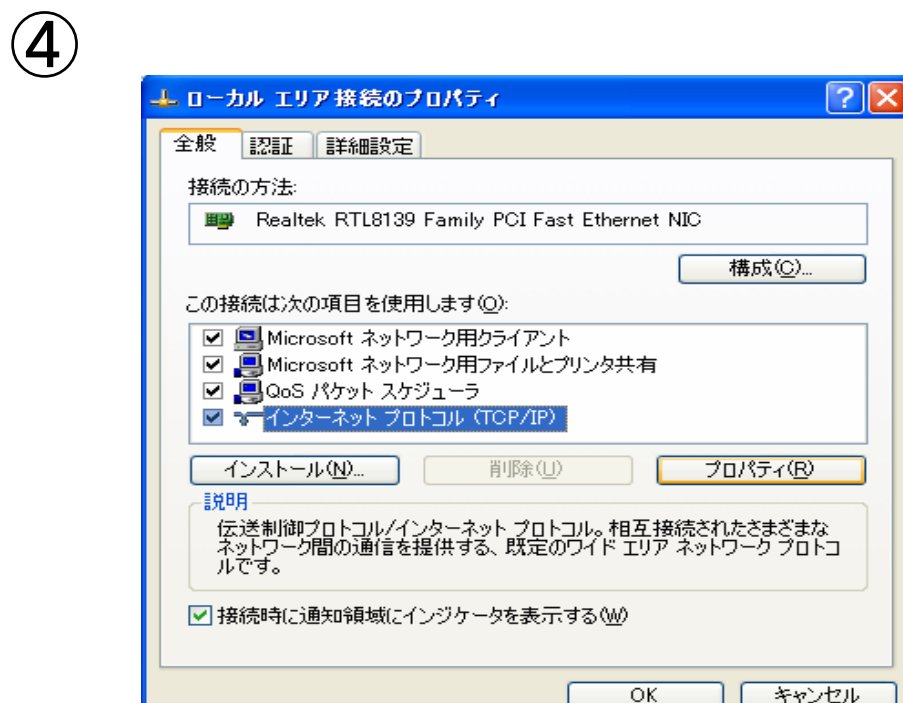 ④
ローカル エリア接続のプロパティ
全般 認証 詳細設定
接続の方法:
Realtek RTL8139 Family PCI Fast Ethernet NIC
構成(C)...
この接続は次の項目を使用します(O):
Microsoft ネットワーク用クライアント
Microsoft ネットワーク用ファイルとプリンタ共有
QoS パケット スケジューラ
インターネット プロトコル (TCP/IP)
インストール(N)... 削除(U) プロパティ(R)
説明
伝送制御プロトコル/インターネット プロトコル。相互接続されたさまざまな
ネットワーク間の通信を提供する、既定のワイド エリア ネットワーク プロトコ
ルです。
接続時に通知領域にインジケータを表示する(W)
OK キャンセル